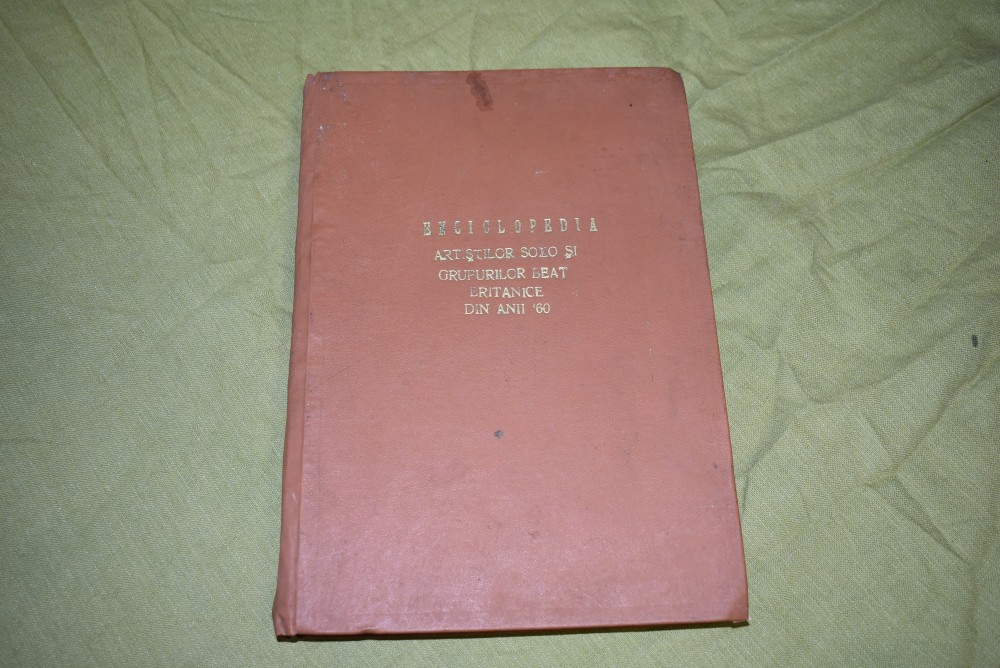 ENCICLOPEDIA
ARTIȘTILOR SOLO ȘI
GRUPURILOR BEAT
BRITANICE
DIN ANII '60